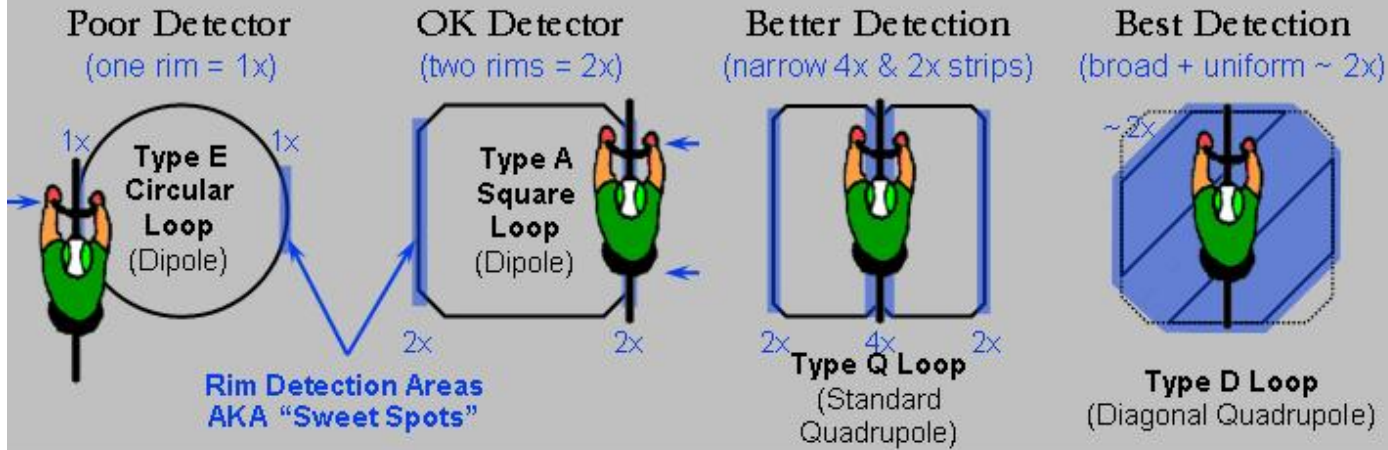 Poor Detector
(one rim = 1x)
1x
1x
Type E
Circular
Loop
(Dipole)
OK Detector
(two rims = 2x)
Type A
Square
Loop
(Dipole)
2x
2x
Rim Detection Areas
AKA “Sweet Spots”
Better Detection
(narrow 4x & 2x strips)
2x
4x
2x
Type Q Loop
(Standard
Quadrupole)
Best Detection
(broad + uniform ~ 2x)
~ 2x
Type D Loop
(Diagonal Quadrupole)